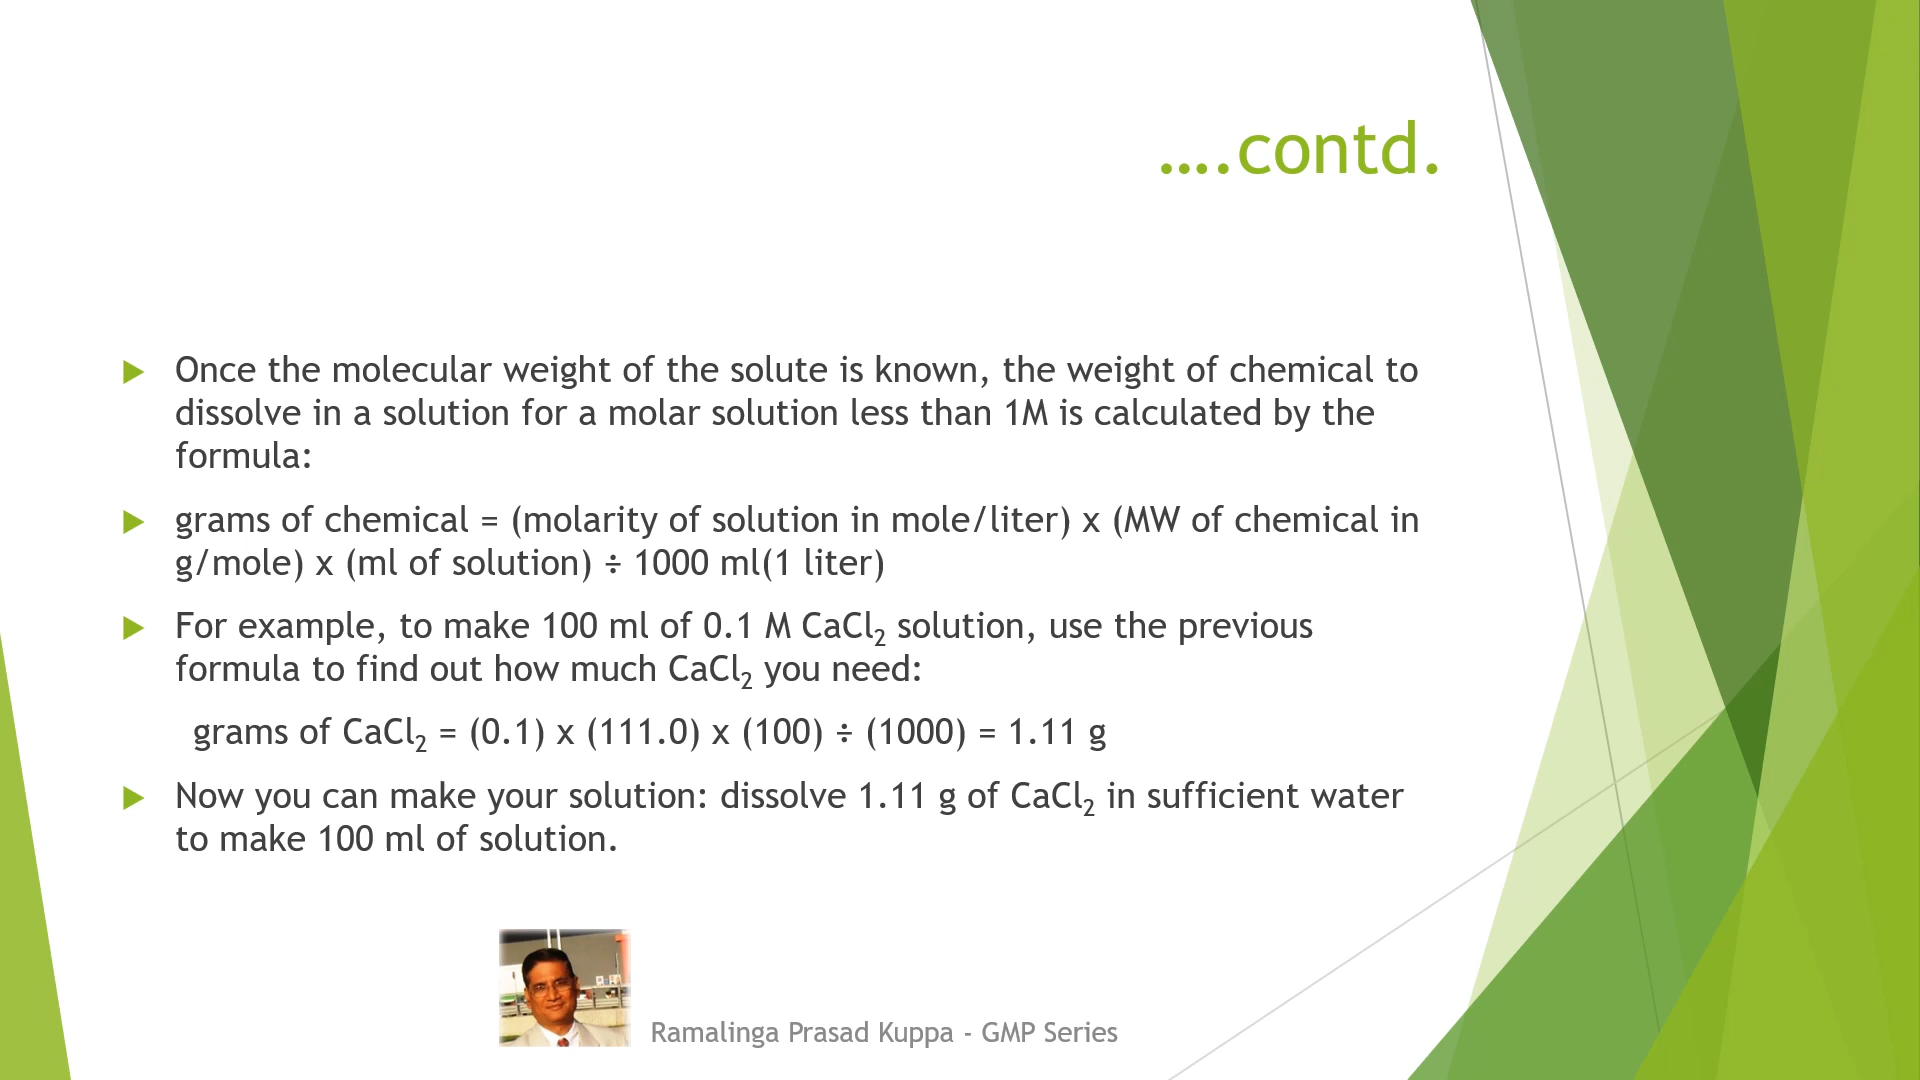 ....contd.
Once the molecular weight of the solute is known, the weight of chemical to
dissolve in a solution for a molar solution less than 1M is calculated by the
formula:
grams of chemical = (molarity of solution in mole/liter) x (MW of chemical in
g/mole) x (ml of solution) ÷ 1000 ml(1 liter)
For example, to make 100 ml of 0.1 M CaCl₂ solution, use the previous
formula to find out how much CaCl₂ you need:
grams of CaCl₂ = (0.1) x (111.0) x (100) ÷ (1000) = 1.11 g
Now you can make your solution: dissolve 1.11 g of CaCl₂ in sufficient water
to make 100 ml of solution.
Ramalinga Prasad Kuppa - GMP Series